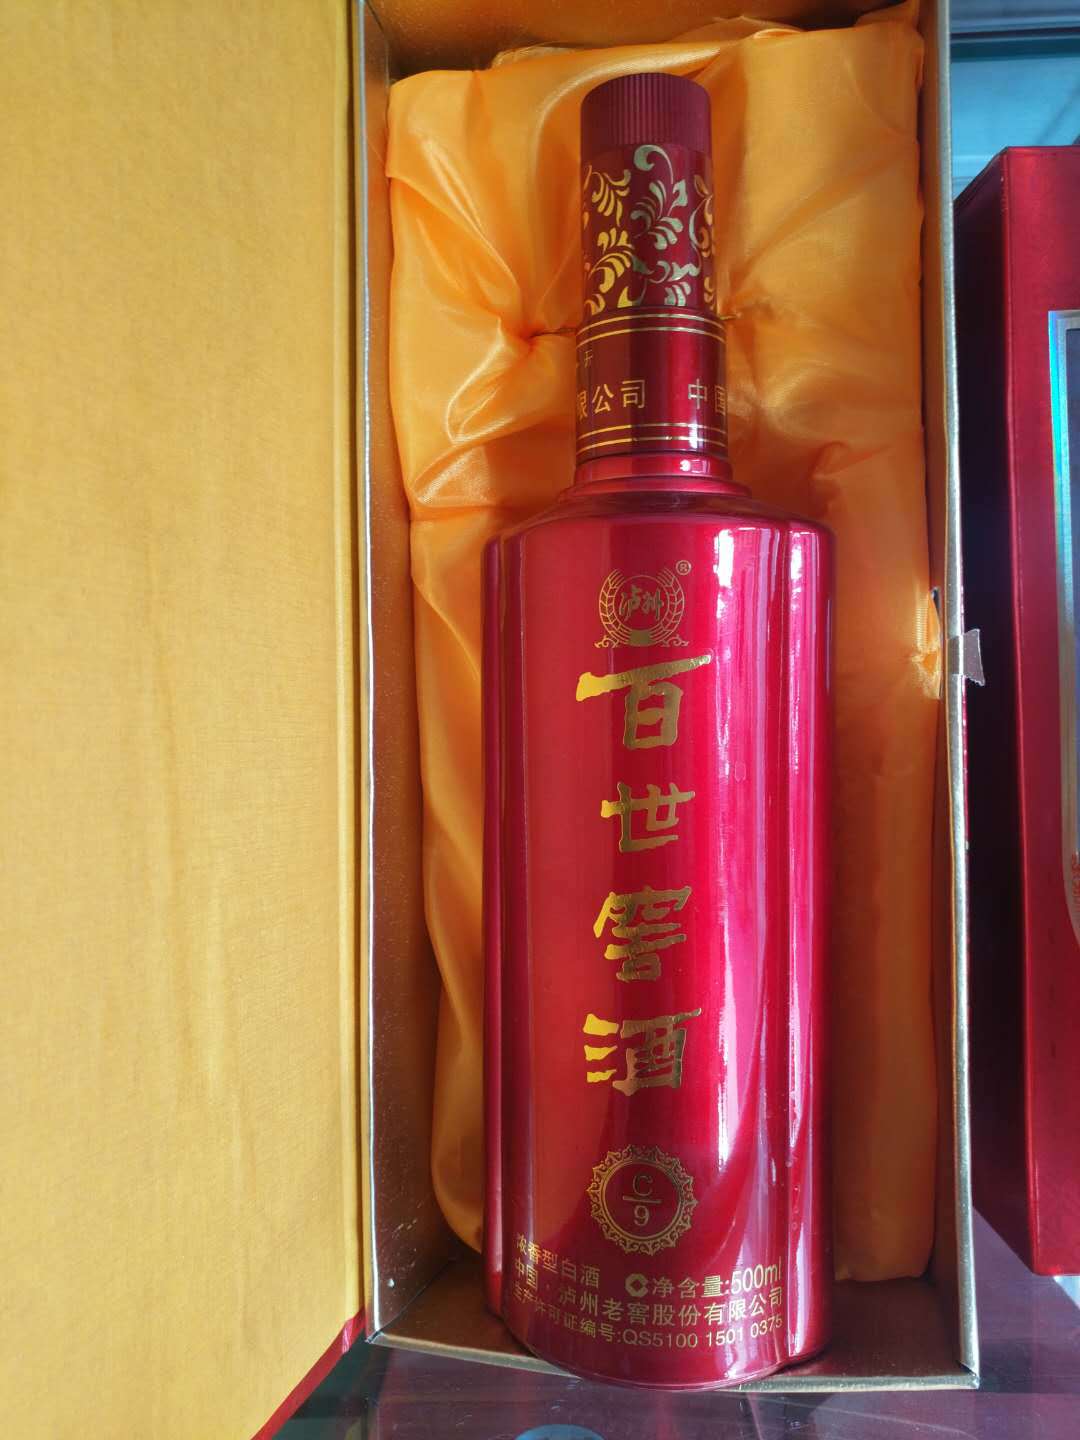 开
限公司 中国
泸州
®
百世窖酒
C
9
浓香型白酒 净含量:500ml
中国·泸州老窖股份有限公司
生产许可证编号:QS5100 1501 0375